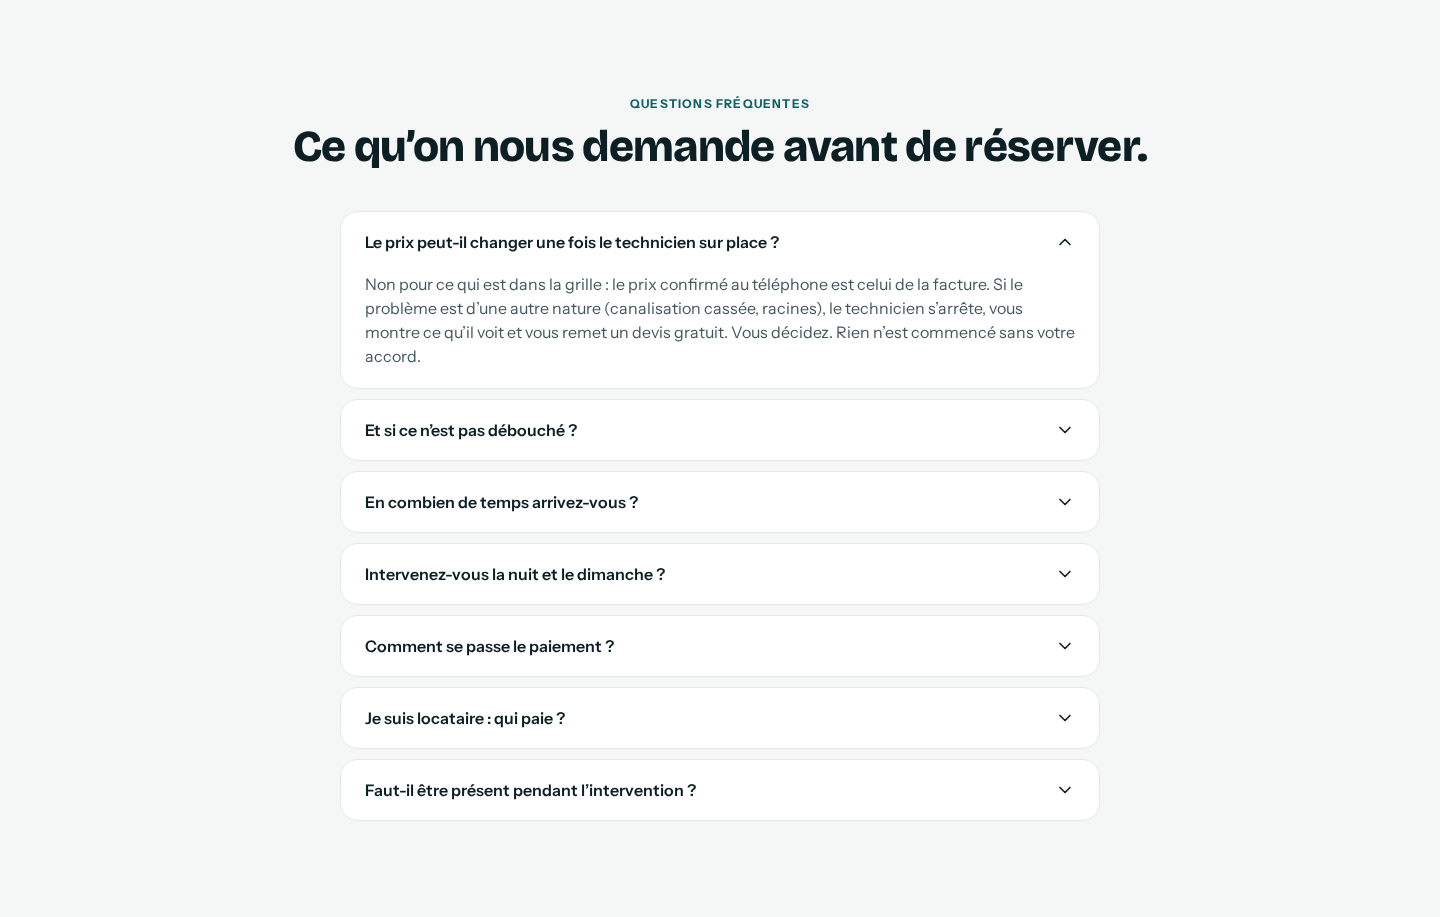 QUESTIONS FRÉQUENTES
Ce qu’on nous demande avant de réserver.
Le prix peut-il changer une fois le technicien sur place ?
Non pour ce qui est dans la grille : le prix confirmé au téléphone est celui de la facture. Si le
problème est d’une autre nature (canalisation cassée, racines), le technicien s’arrête, vous
montre ce qu’il voit et vous remet un devis gratuit. Vous décidez. Rien n’est commencé sans votre
accord.
Et si ce n’est pas débouché ?
En combien de temps arrivez-vous ?
Intervenez-vous la nuit et le dimanche ?
Comment se passe le paiement ?
Je suis locataire : qui paie ?
Faut-il être présent pendant l’intervention ?